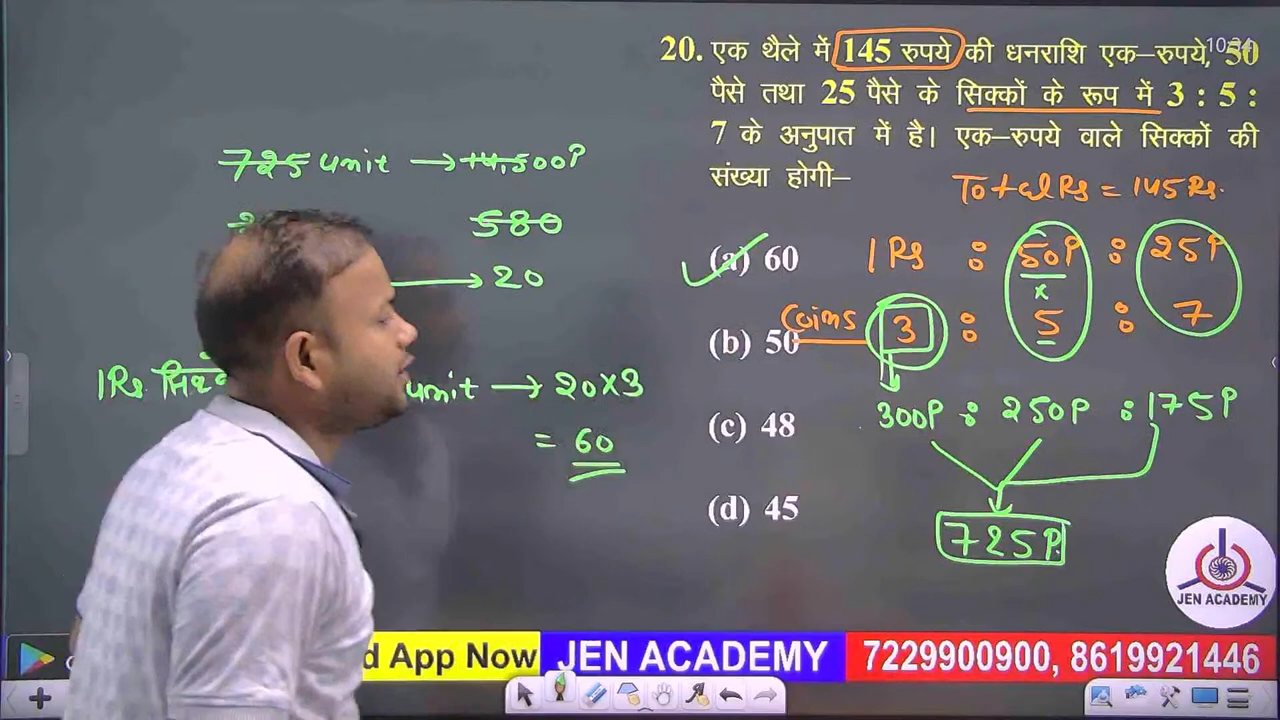 10:34
20. एक थैले में 145 रुपये की धनराशि एक–रुपये, 50
पैसे तथा 25 पैसे के सिक्कों के रूप में 3 : 5 :
7 के अनुपात में है। एक–रुपये वाले सिक्कों की
संख्या होगी–
Total Rs = 145 Rs.
(a) 60
(b) 50
(c) 48
(d) 45
1 Rs : 50P : 25P
x
Coins 3 : 5 : 7
300P : 250P : 175P
725P.
725 unit → 14,500P
580
→ 20
1Rs unit → 20×3
= 60
JEN ACADEMY
d App Now JEN ACADEMY 7229900900, 8619921446